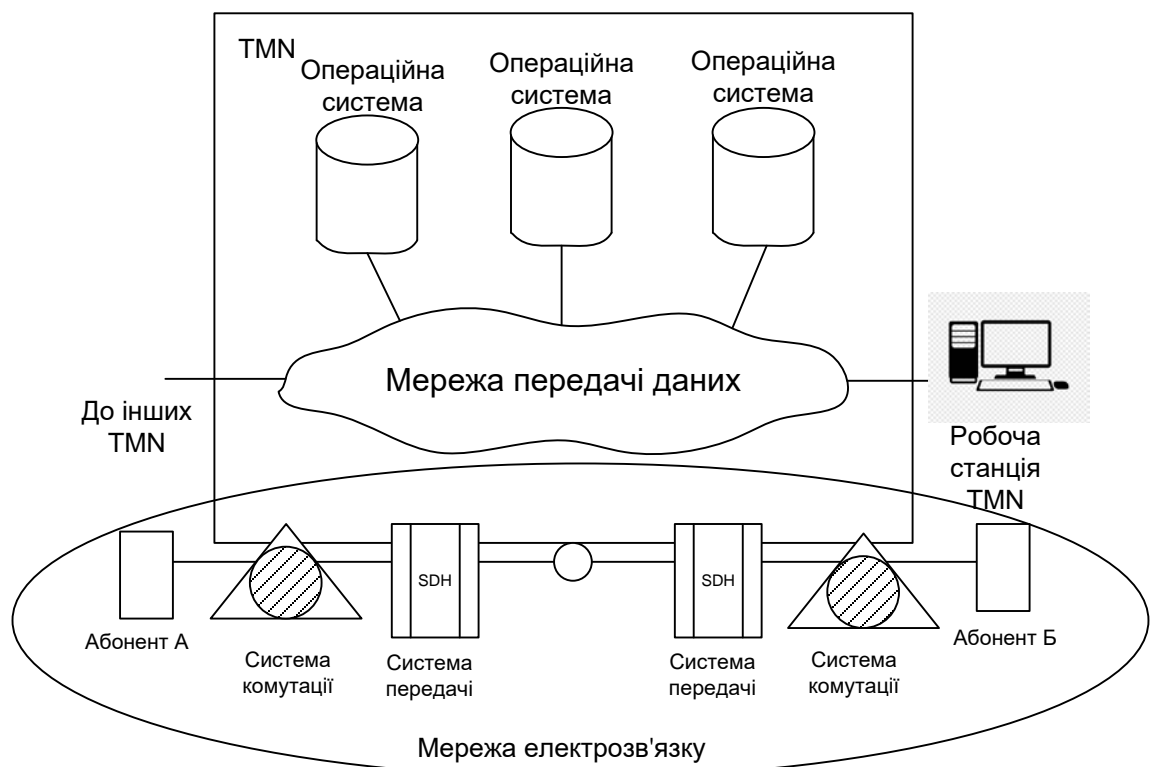 TMN
Операційна
система
Операційна
система
Операційна
система
Мережа передачі даних
До інших
TMN
Робоча
станція
TMN
SDH
SDH
Абонент А
Система
комутації
Система
передачі
Система
передачі
Система
комутації
Абонент Б
Мережа електрозв'язку